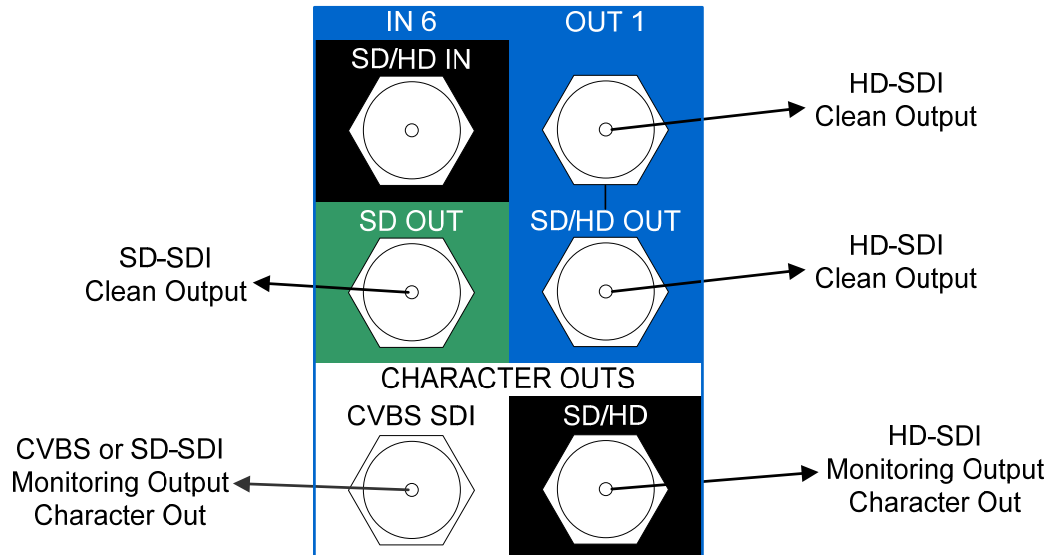 IN 6
OUT 1
SD/HD IN
HD-SDI
Clean Output
SD OUT
SD/HD OUT
SD-SDI
Clean Output
HD-SDI
Clean Output
CHARACTER OUTS
CVBS SDI
SD/HD
CVBS or SD-SDI
Monitoring Output
Character Out
HD-SDI
Monitoring Output
Character Out